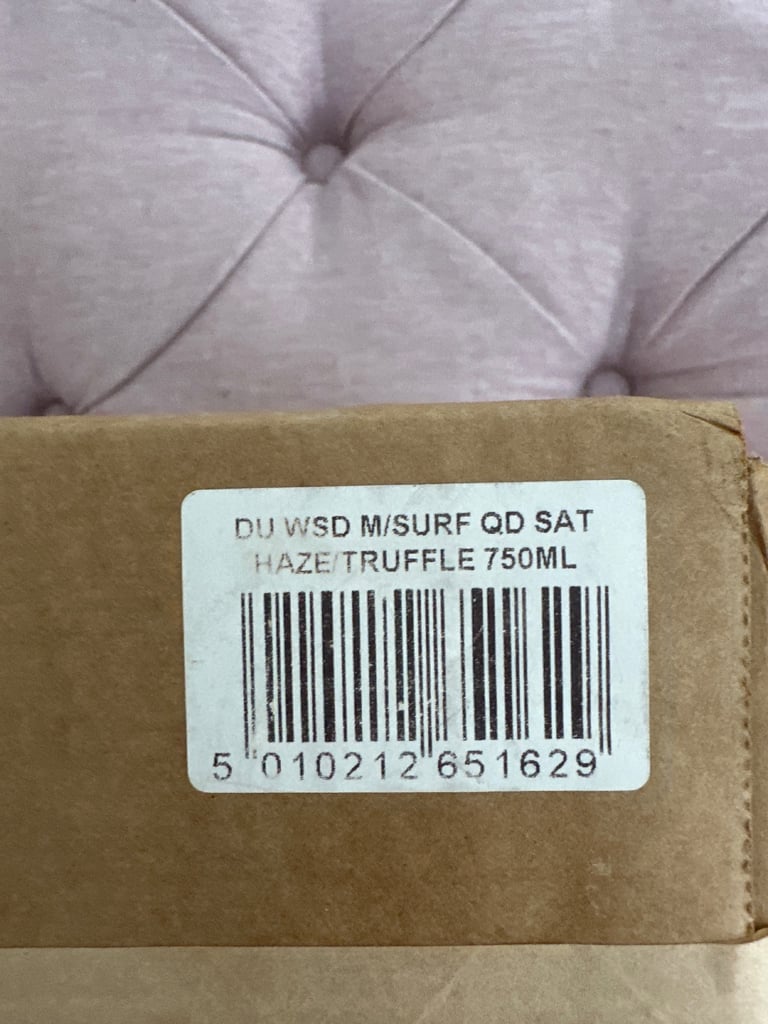 DU WSD M/SURF QD SAT
HAZE/TRUFFLE 750ML
5 010212 651629